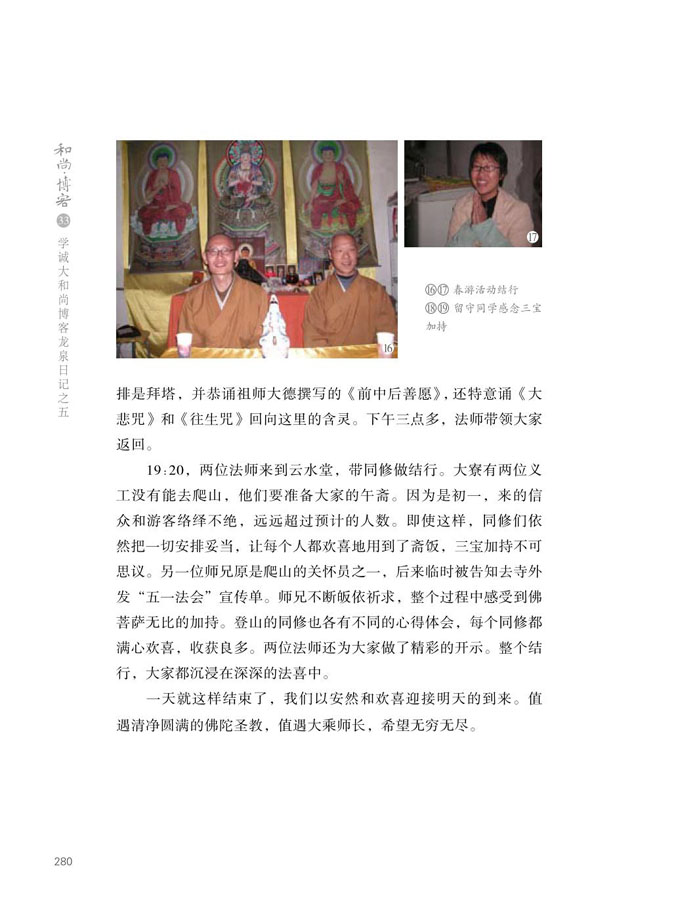 和尚·博客
33
学诚大和尚博客龙泉日记之五
16
17
⑯⑰ 春游活动结行
⑱⑲ 留守同学感念三宝
加持
排是拜塔，并恭诵祖师大德撰写的《前中后善愿》，还特意诵《大
悲咒》和《往生咒》回向这里的含灵。下午三点多，法师带领大家
返回。
19:20，两位法师来到云水堂，带同修做结行。大寮有两位义
工没有能去爬山，他们要准备大家的午斋。因为是初一，来的信
众和游客络绎不绝，远远超过预计的人数。即使这样，同修们依
然把一切安排妥当，让每个人都欢喜地用到了斋饭，三宝加持不可
思议。另一位师兄原是爬山的关怀员之一，后来临时被告知去寺外
发“五一法会”宣传单。师兄不断皈依祈求，整个过程中感受到佛
菩萨无比的加持。登山的同修也各有不同的心得体会，每个同修都
满心欢喜，收获良多。两位法师还为大家做了精彩的开示。整个结
行，大家都沉浸在深深的法喜中。
一天就这样结束了，我们以安然和欢喜迎接明天的到来。值
遇清净圆满的佛陀圣教，值遇大乘师长，希望无穷无尽。
280